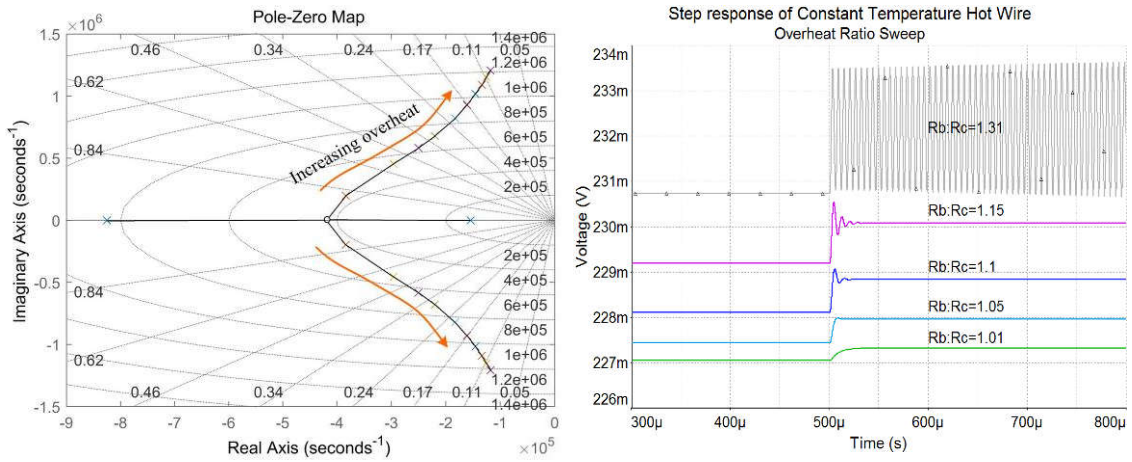 Pole-Zero Map
×10⁶
1.5
1
0.5
0
-0.5
-1
-1.5
Imaginary Axis (seconds⁻¹)
0.46
0.34
0.24
0.17
0.11
0.05
0.62
0.84
0.84
0.62
0.46
0.34
0.24
0.17
0.11
0.05
1.4e+06
1.2e+06
1e+06
8e+05
6e+05
4e+05
2e+05
2e+05
4e+05
6e+05
8e+05
1e+06
1.2e+06
1.4e+06
Increasing overheat
-9
-8
-7
-6
-5
-4
-3
-2
-1
0
×10⁵
Real Axis (seconds⁻¹)
Step response of Constant Temperature Hot Wire
Overheat Ratio Sweep
234m
233m
232m
231m
230m
229m
228m
227m
226m
Voltage (V)
Rb:Rc=1.31
Rb:Rc=1.15
Rb:Rc=1.1
Rb:Rc=1.05
Rb:Rc=1.01
300µ
400µ
500µ
600µ
700µ
800µ
Time (s)